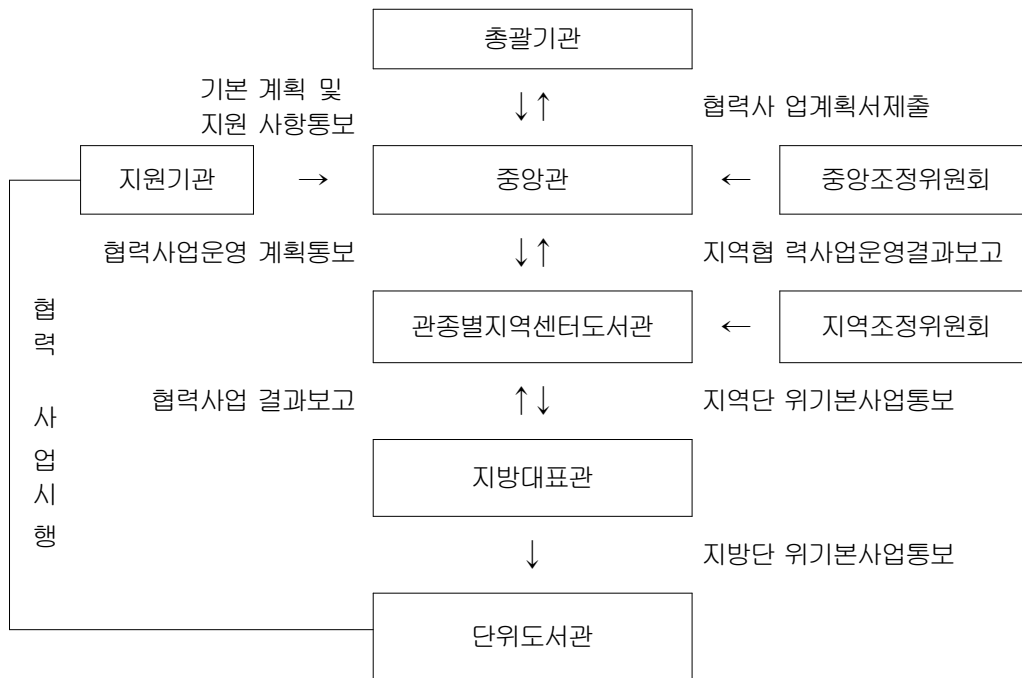 총괄기관
기본 계획 및
지원 사항통보
↓↑
협력사 업계획서제출
지원기관
→
중앙관
←
중앙조정위원회
협력사업운영 계획통보
↓↑
지역협 력사업운영결과보고
협력 사업시행
관종별지역센터도서관
←
지역조정위원회
협력사업 결과보고
↑↓
지역단 위기본사업통보
지방대표관
↓
지방단 위기본사업통보
단위도서관